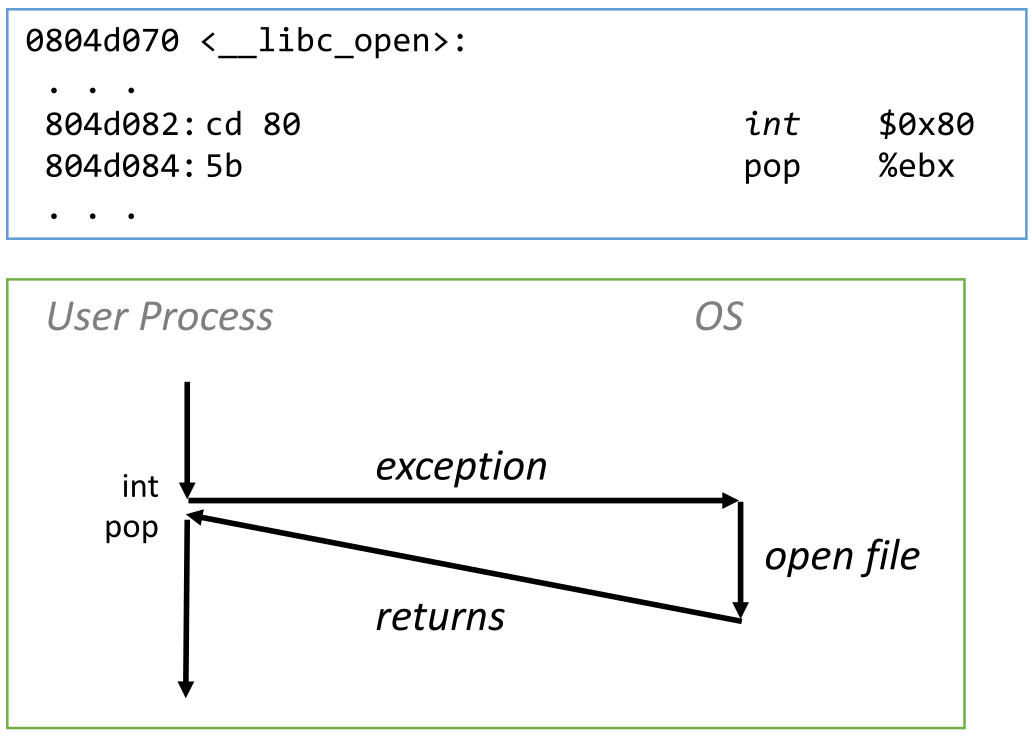 0804d070 <__libc_open>:
. . .
804d082: cd 80 int $0x80
804d084: 5b pop %ebx
. . .
User Process OS
exception
int
pop
open file
returns